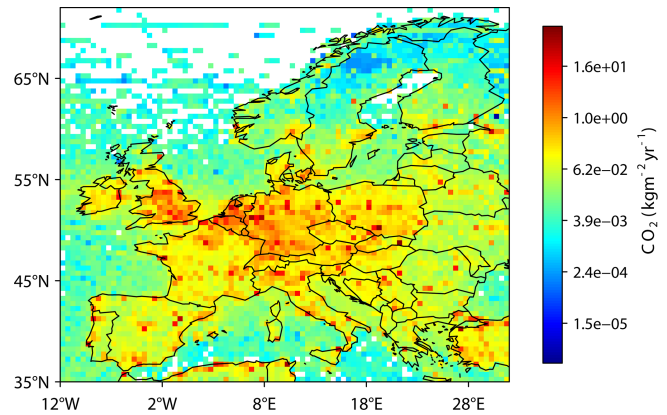 65°N
55°N
45°N
35°N
12°W
2°W
8°E
18°E
28°E
1.6e+01
1.0e+00
6.2e−02
3.9e−03
2.4e−04
1.5e−05
CO₂ (kgm⁻² yr⁻¹)